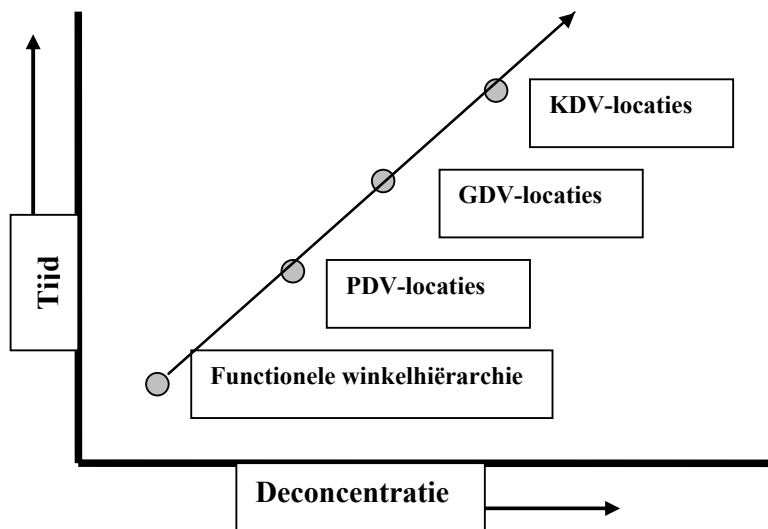 KDV-locaties
GDV-locaties
Tijd
PDV-locaties
Functionele winkelhiërarchie
Deconcentratie